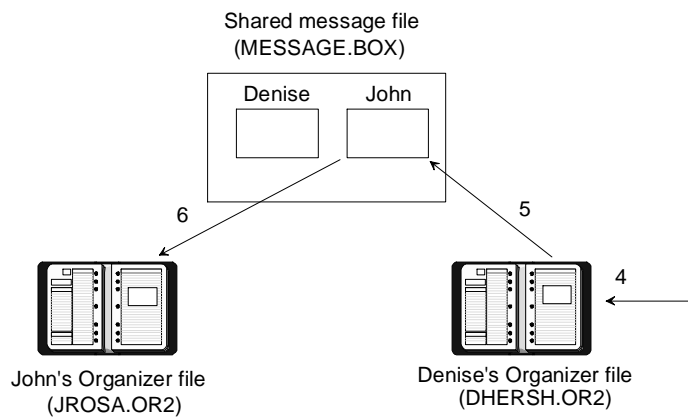 Shared message file
(MESSAGE.BOX)
Denise
John
6
5
4
John's Organizer file
(JROSA.OR2)
Denise's Organizer file
(DHERSH.OR2)